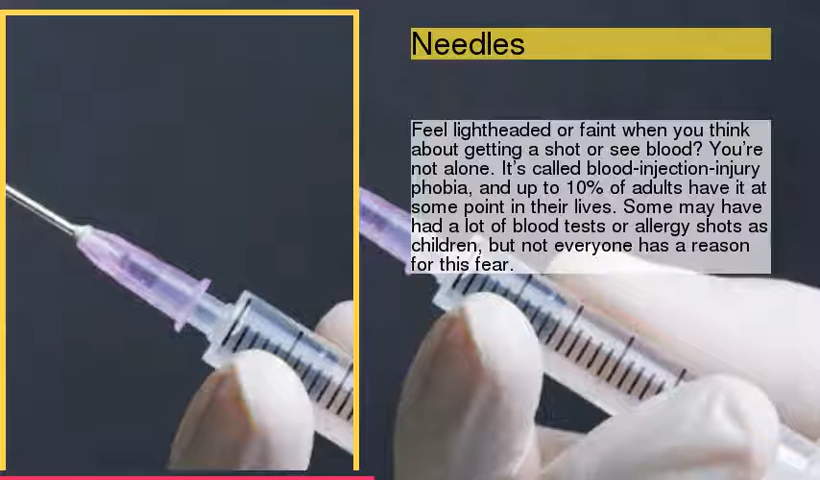 Needles
Feel lightheaded or faint when you think
about getting a shot or see blood? You’re
not alone. It’s called blood-injection-injury
phobia, and up to 10% of adults have it at
some point in their lives. Some may have
had a lot of blood tests or allergy shots as
children, but not everyone has a reason
for this fear.